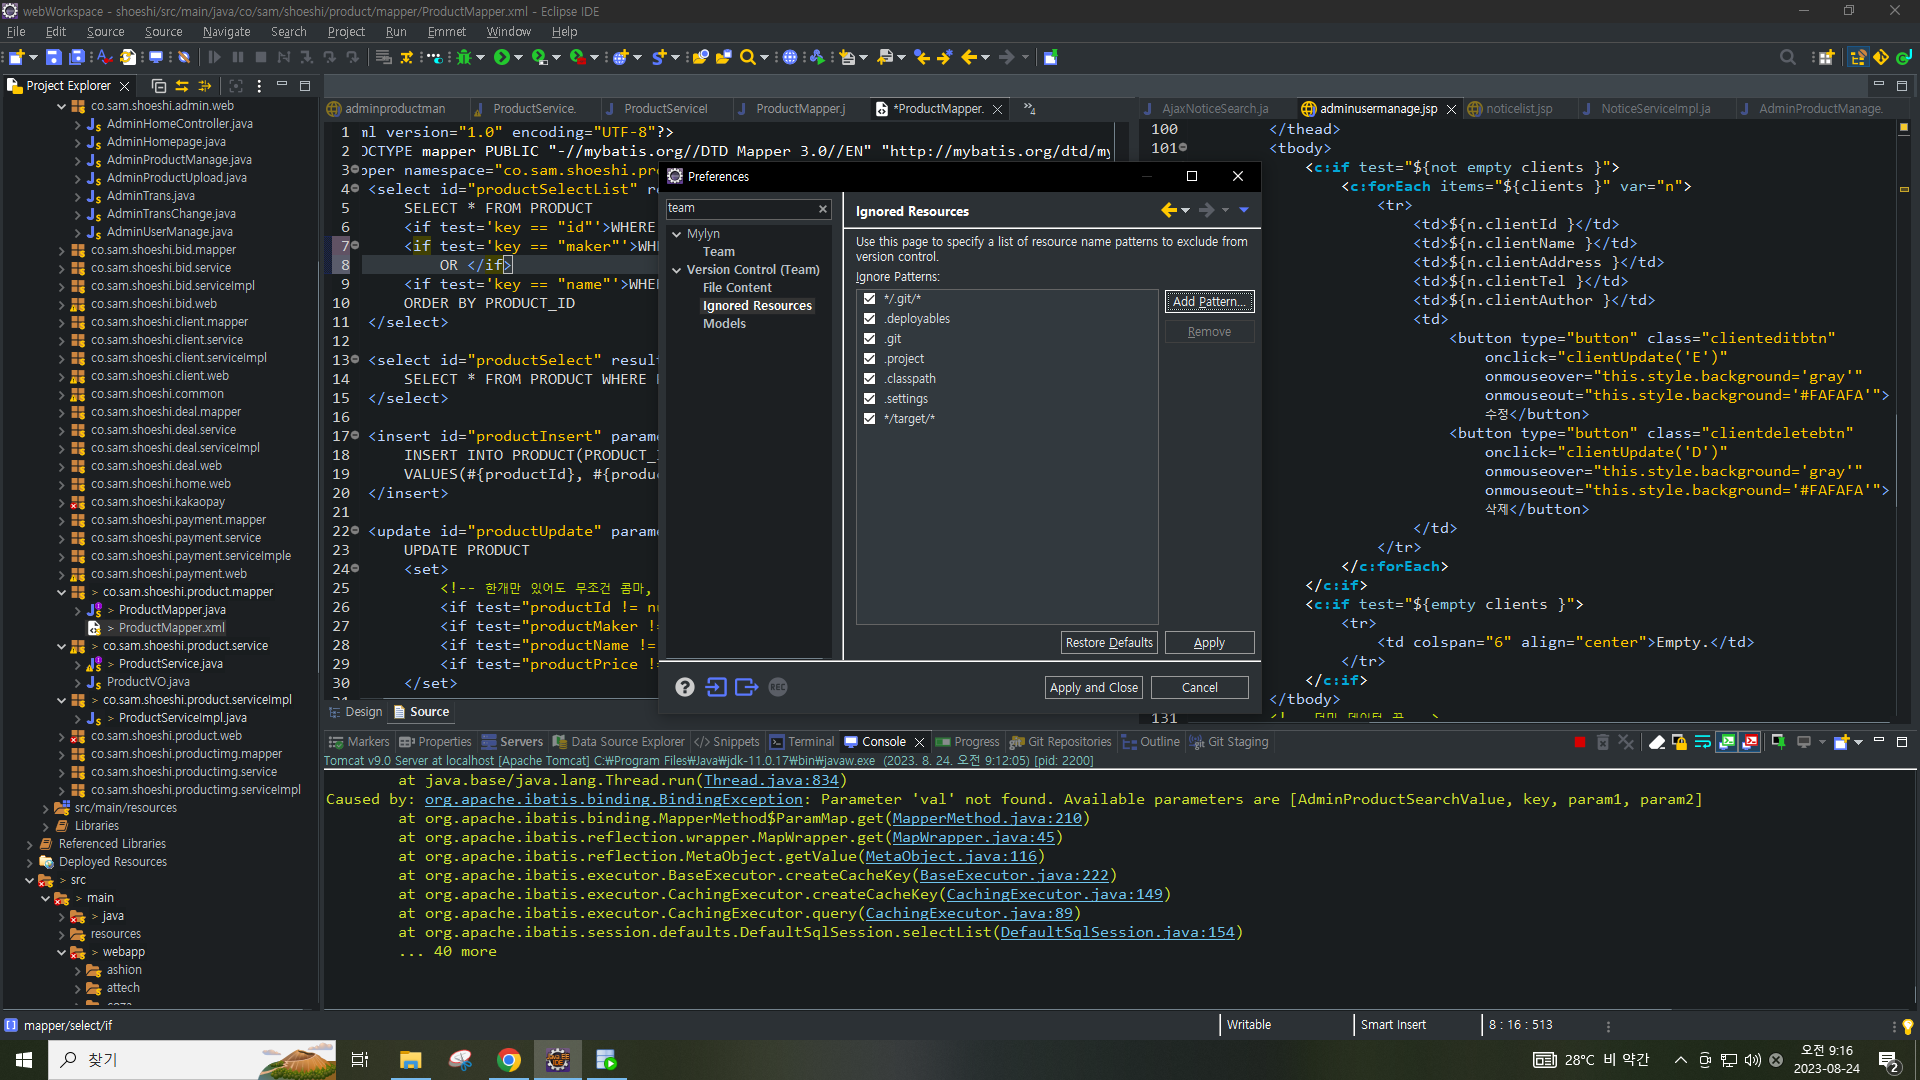 webWorkspace - shoeshi/src/main/java/co/sam/shoeshi/product/mapper/ProductMapper.xml - Eclipse IDE
File Edit Source Source Navigate Search Project Run Emmet Window Help
Project Explorer
co.sam.shoeshi.admin.web
AdminHomeController.java
AdminHomepage.java
AdminProductManage.java
AdminProductUpload.java
AdminTrans.java
AdminTransChange.java
AdminUserManage.java
co.sam.shoeshi.bid.mapper
co.sam.shoeshi.bid.service
co.sam.shoeshi.bid.serviceImpl
co.sam.shoeshi.bid.web
co.sam.shoeshi.client.mapper
co.sam.shoeshi.client.service
co.sam.shoeshi.client.serviceImpl
co.sam.shoeshi.client.web
co.sam.shoeshi.common
co.sam.shoeshi.deal.mapper
co.sam.shoeshi.deal.service
co.sam.shoeshi.deal.serviceImpl
co.sam.shoeshi.deal.web
co.sam.shoeshi.home.web
co.sam.shoeshi.kakaopay
co.sam.shoeshi.payment.mapper
co.sam.shoeshi.payment.service
co.sam.shoeshi.payment.serviceImple
co.sam.shoeshi.payment.web
> co.sam.shoeshi.product.mapper
> ProductMapper.java
> ProductMapper.xml
> co.sam.shoeshi.product.service
> ProductService.java
ProductVO.java
> co.sam.shoeshi.product.serviceImpl
> ProductServiceImpl.java
co.sam.shoeshi.product.web
co.sam.shoeshi.productimg.mapper
co.sam.shoeshi.productimg.service
co.sam.shoeshi.productimg.serviceImpl
src/main/resources
Libraries
Referenced Libraries
Deployed Resources
> src
> main
> java
resources
> webapp
ashion
attech
adminproductman ProductService. ProductServiceI ProductMapper.j *ProductMapper. »4
1 ml version="1.0" encoding="UTF-8"?>
2 OCTYPE mapper PUBLIC "-//mybatis.org//DTD Mapper 3.0//EN" "http://mybatis.org/dtd/my
3 pper namespace="co.sam.shoeshi.pro
4 <select id="productSelectList" re
5 SELECT * FROM PRODUCT
6 <if test='key == "id"'>WHERE
7 <if test='key == "maker"'>WH
8 OR </if>
9 <if test='key == "name"'>WHE
10 ORDER BY PRODUCT_ID
11 </select>
12
13 <select id="productSelect" result
14 SELECT * FROM PRODUCT WHERE
15 </select>
16
17 <insert id="productInsert" parame
18 INSERT INTO PRODUCT(PRODUCT_I
19 VALUES(#{productId}, #{produc
20 </insert>
21
22 <update id="productUpdate" parame
23 UPDATE PRODUCT
24 <set>
25 <!-- 한개만 있어도 무조건 콤마,
26 <if test="productId != nu
27 <if test="productMaker !=
28 <if test="productName !=
29 <if test="productPrice !=
30 </set>
Design Source
Preferences
team
Mylyn
Team
Version Control (Team)
File Content
Ignored Resources
Models
Ignored Resources
Use this page to specify a list of resource name patterns to exclude from
version control.
Ignore Patterns:
*/.git/*
.deployables
.git
.project
.classpath
.settings
*/target/*
Add Pattern...
Remove
Restore Defaults Apply
Apply and Close Cancel
REC
AjaxNoticeSearch.ja adminusermanage.jsp noticelist.jsp NoticeServiceImpl.ja AdminProductManage.
100 </thead>
101 <tbody>
<c:if test="${not empty clients }">
<c:forEach items="${clients }" var="n">
<tr>
<td>${n.clientId }</td>
<td>${n.clientName }</td>
<td>${n.clientAddress }</td>
<td>${n.clientTel }</td>
<td>${n.clientAuthor }</td>
<td>
<button type="button" class="clienteditbtn"
onclick="clientUpdate('E')"
onmouseover="this.style.background='gray'"
onmouseout="this.style.background='#FAFAFA'">
수정</button>
<button type="button" class="clientdeletebtn"
onclick="clientUpdate('D')"
onmouseover="this.style.background='gray'"
onmouseout="this.style.background='#FAFAFA'">
삭제</button>
</td>
</tr>
</c:forEach>
</c:if>
<c:if test="${empty clients }">
<tr>
<td colspan="6" align="center">Empty.</td>
</tr>
</c:if>
</tbody>
131
Markers Properties Servers Data Source Explorer Snippets Terminal Console Progress Git Repositories Outline Git Staging
Tomcat v9.0 Server at localhost [Apache Tomcat] C:₩Program Files₩Java₩jdk-11.0.17₩bin₩javaw.exe (2023. 8. 24. 오전 9:12:05) [pid: 2200]
at java.base/java.lang.Thread.run(Thread.java:834)
Caused by: org.apache.ibatis.binding.BindingException: Parameter 'val' not found. Available parameters are [AdminProductSearchValue, key, param1, param2]
at org.apache.ibatis.binding.MapperMethod$ParamMap.get(MapperMethod.java:210)
at org.apache.ibatis.reflection.wrapper.MapWrapper.get(MapWrapper.java:45)
at org.apache.ibatis.reflection.MetaObject.getValue(MetaObject.java:116)
at org.apache.ibatis.executor.BaseExecutor.createCacheKey(BaseExecutor.java:222)
at org.apache.ibatis.executor.CachingExecutor.createCacheKey(CachingExecutor.java:149)
at org.apache.ibatis.executor.CachingExecutor.query(CachingExecutor.java:89)
at org.apache.ibatis.session.defaults.DefaultSqlSession.selectList(DefaultSqlSession.java:154)
... 40 more
mapper/select/if
Writable Smart Insert 8 : 16 : 513
찾기
28°C 비 약간
오전 9:16
2023-08-24
2